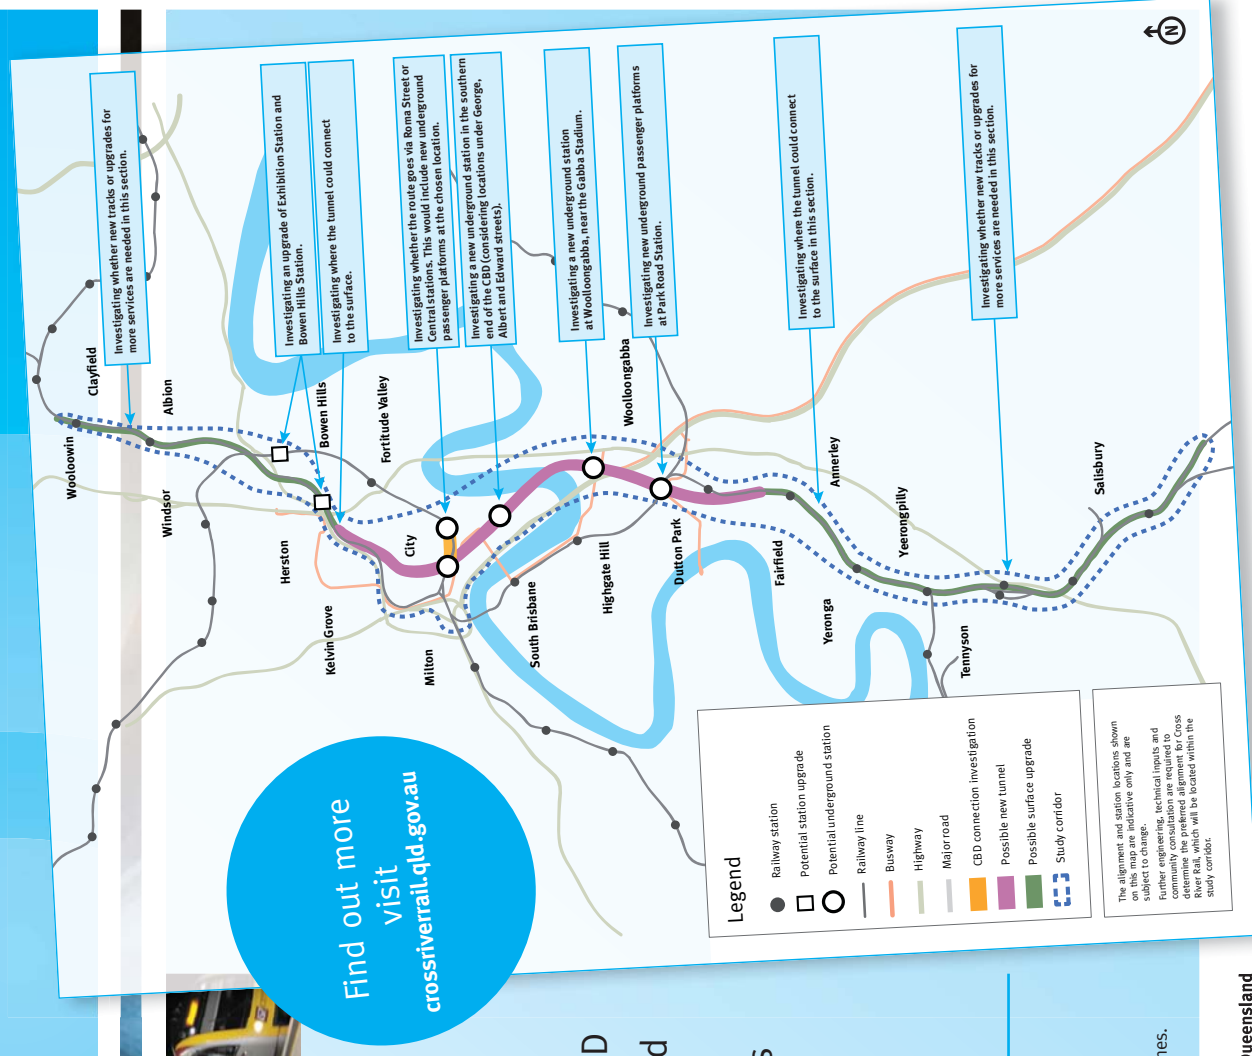 Investigating whether new tracks or upgrades for
more services are needed in this section.
Investigating an upgrade of Exhibition Station and
Bowen Hills Station.
Investigating where the tunnel could connect
to the surface.
Investigating whether the route goes via Roma Street or
Central stations. This would include new underground
passenger platforms at the chosen location.
Investigating a new underground station in the southern
end of the CBD (considering locations under George,
Albert and Edward streets).
Investigating a new underground station
at Woolloongabba, near the Gabba Stadium.
Investigating new underground passenger platforms
at Park Road Station.
Investigating where the tunnel could connect
to the surface in this section.
Investigating whether new tracks or upgrades for
more services are needed in this section.
N
Clayfield
Wooloowin
Albion
Windsor
Bowen Hills
Herston
Fortitude Valley
Kelvin Grove
City
Milton
South Brisbane
Highgate Hill
Woolloongabba
Dutton Park
Fairfield
Annerley
Yeronga
Yeerongpilly
Tennyson
Salisbury
Find out more
visit
crossriverrail.qld.gov.au
Legend
Railway station
Potential station upgrade
Potential underground station
Railway line
Busway
Highway
Major road
CBD connection investigation
Possible new tunnel
Possible surface upgrade
Study corridor
The alignment and station locations shown
on this map are indicative only and are
subject to change.
Further engineering, technical inputs and
community consultation are required to
determine the preferred alignment for Cross
River Rail, which will be located within the
study corridor.
D
d
s
nes.
queensland